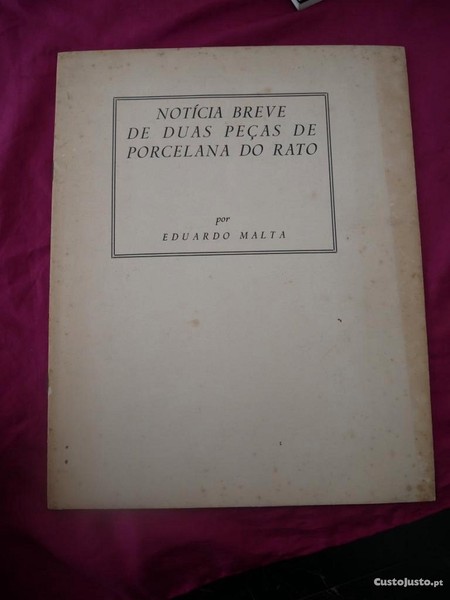 NOTÍCIA BREVE
DE DUAS PEÇAS DE
PORCELANA DO RATO
por
EDUARDO MALTA
CustoJusto.pt